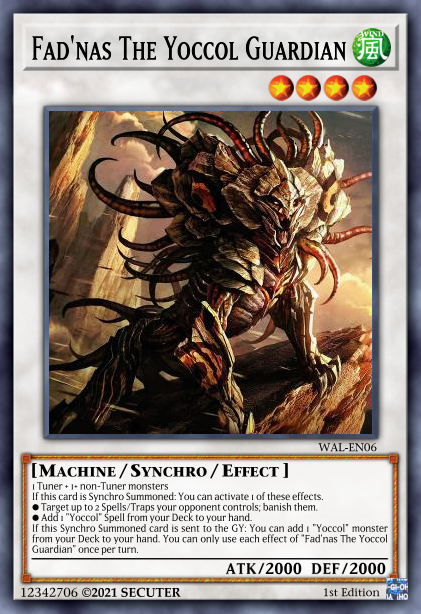 Fad'nas The Yoccol Guardian
WIND
風
WAL-EN06
[Machine / Synchro / Effect ]
1 Tuner + 1+ non-Tuner monsters
If this card is Synchro Summoned: You can activate 1 of these effects.
● Target up to 2 Spells/Traps your opponent controls; banish them.
● Add 1 "Yoccol" Spell from your Deck to your hand.
If this Synchro Summoned card is sent to the GY: You can add 1 "Yoccol" monster
from your Deck to your hand. You can only use each effect of "Fad'nas The Yoccol
Guardian" once per turn.
ATK/2000 DEF/2000
12342706 ©2021 SECUTER
1st Edition